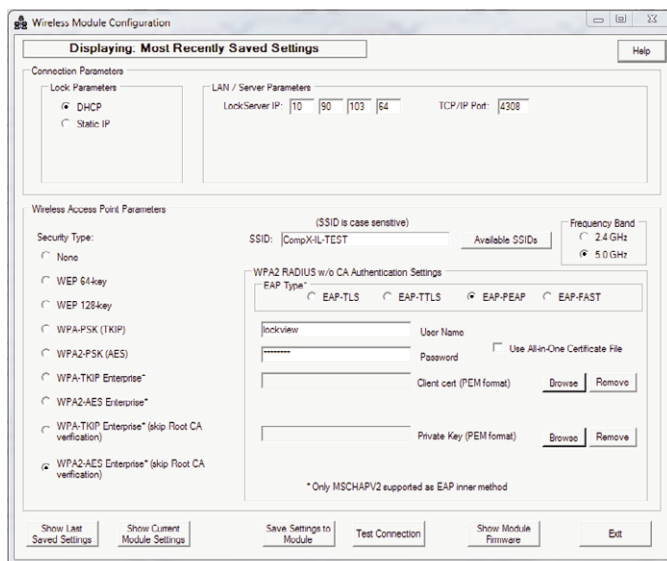 Wireless Module Configuration
Displaying: Most Recently Saved Settings
Help
Connection Parameters
Lock Parameters
DHCP
Static IP
LAN / Server Parameters
LockServer IP: 10 90 103 64 TCP/IP Port: 4308
Wireless Access Point Parameters
Security Type:
None
WEP 64-key
WEP 128-key
WPA-PSK (TKIP)
WPA2-PSK (AES)
WPA-TKIP Enterprise*
WPA2-AES Enterprise*
WPA-TKIP Enterprise* (skip Root CA
verification)
WPA2-AES Enterprise* (skip Root CA
verification)
(SSID is case sensitive)
SSID: CompX-IL-TEST Available SSIDs
Frequency Band
2.4 GHz
5.0 GHz
WPA2 RADIUS w/o CA Authentication Settings
EAP Type*
EAP-TLS EAP-TTLS EAP-PEAP EAP-FAST
lockview User Name
-------- Password Use All-in-One Certificate File
Client cert (PEM format) Browse Remove
Private Key (PEM format) Browse Remove
* Only MSCHAPV2 supported as EAP inner method
Show Last
Saved Settings
Show Current
Module Settings
Save Settings to
Module
Test Connection
Show Module
Firmware
Exit